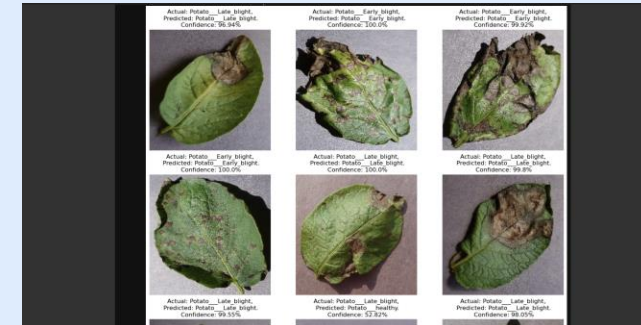 Actual: Potato___Late_blight,
Predicted: Potato___Late_blight.
Confidence: 96.94%
Actual: Potato___Early_blight,
Predicted: Potato___Early_blight.
Confidence: 100.0%
Actual: Potato___Early_blight,
Predicted: Potato___Early_blight.
Confidence: 99.92%
Actual: Potato___Early_blight,
Predicted: Potato___Early_blight.
Confidence: 100.0%
Actual: Potato___Late_blight,
Predicted: Potato___Late_blight.
Confidence: 100.0%
Actual: Potato___Late_blight,
Predicted: Potato___Late_blight.
Confidence: 99.8%
Actual: Potato___Late_blight,
Predicted: Potato___Late_blight.
Confidence: 99.55%
Actual: Potato___Late_blight,
Predicted: Potato___healthy.
Confidence: 52.82%
Actual: Potato___Late_blight,
Predicted: Potato___Late_blight.
Confidence: 98.05%